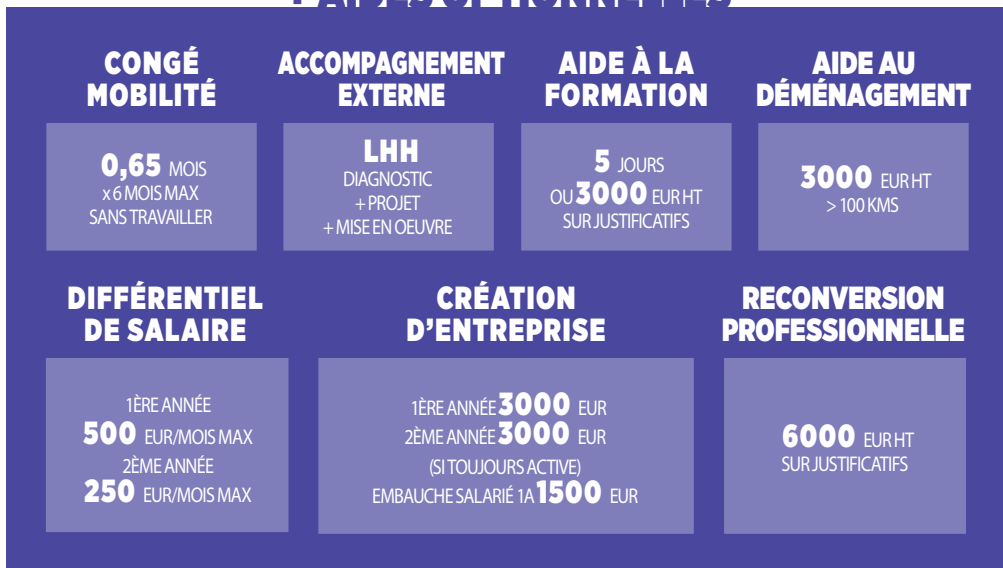 + AIDES OPTIONNELLES
CONGÉ
MOBILITÉ
0,65 MOIS
x 6 MOIS MAX
SANS TRAVAILLER
ACCOMPAGNEMENT
EXTERNE
LHH
DIAGNOSTIC
+ PROJET
+ MISE EN OEUVRE
AIDE À LA
FORMATION
5 JOURS
OU 3000 EUR HT
SUR JUSTIFICATIFS
AIDE AU
DÉMÉNAGEMENT
3000 EUR HT
> 100 KMS
DIFFÉRENTIEL
DE SALAIRE
1ÈRE ANNÉE
500 EUR/MOIS MAX
2ÈME ANNÉE
250 EUR/MOIS MAX
CRÉATION
D’ENTREPRISE
1ÈRE ANNÉE 3000 EUR
2ÈME ANNÉE 3000 EUR
(SI TOUJOURS ACTIVE)
EMBAUCHE SALARIÉ 1A 1500 EUR
RECONVERSION
PROFESSIONNELLE
6000 EUR HT
SUR JUSTIFICATIFS